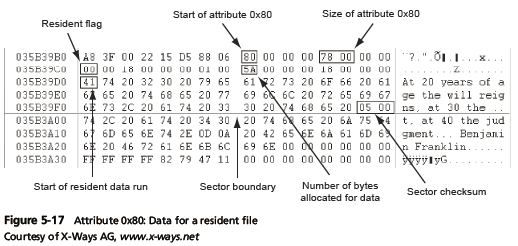 Start of attribute 0x80
Size of attribute 0x80
Resident flag
035B39B0 A8 3F 00 22 15 D5 88 06 80 00 00 00 78 00 00 00
035B39C0 00 00 18 00 00 00 01 00 5A 00 00 00 18 00 00 00
035B39D0 41 74 20 32 30 20 79 65 61 72 73 20 6F 66 20 61 At 20 years of a
035B39E0 67 65 20 74 68 65 20 77 69 6C 6C 20 72 65 69 67 ge the will reig
035B39F0 6E 73 2C 20 61 74 20 33 30 20 74 68 65 20 05 00 ns, at 30 the ..
035B3A00 74 2C 20 61 74 20 34 30 20 74 68 65 20 6A 75 64 t, at 40 the jud
035B3A10 67 6D 65 6E 74 2E 0D 0A 20 42 65 6E 6A 61 6D 69 gment... Benjami
035B3A20 6E 20 46 72 61 6E 6B 6C 69 6E 00 00 00 00 00 00 n Franklin......
035B3A30 FF FF FF FF 82 79 47 11 00 00 00 00 00 00 00 00
Start of resident data run
Sector boundary
Number of bytes
allocated for data
Sector checksum
Figure 5-17 Attribute 0x80: Data for a resident file
Courtesy of X-Ways AG, www.x-ways.net